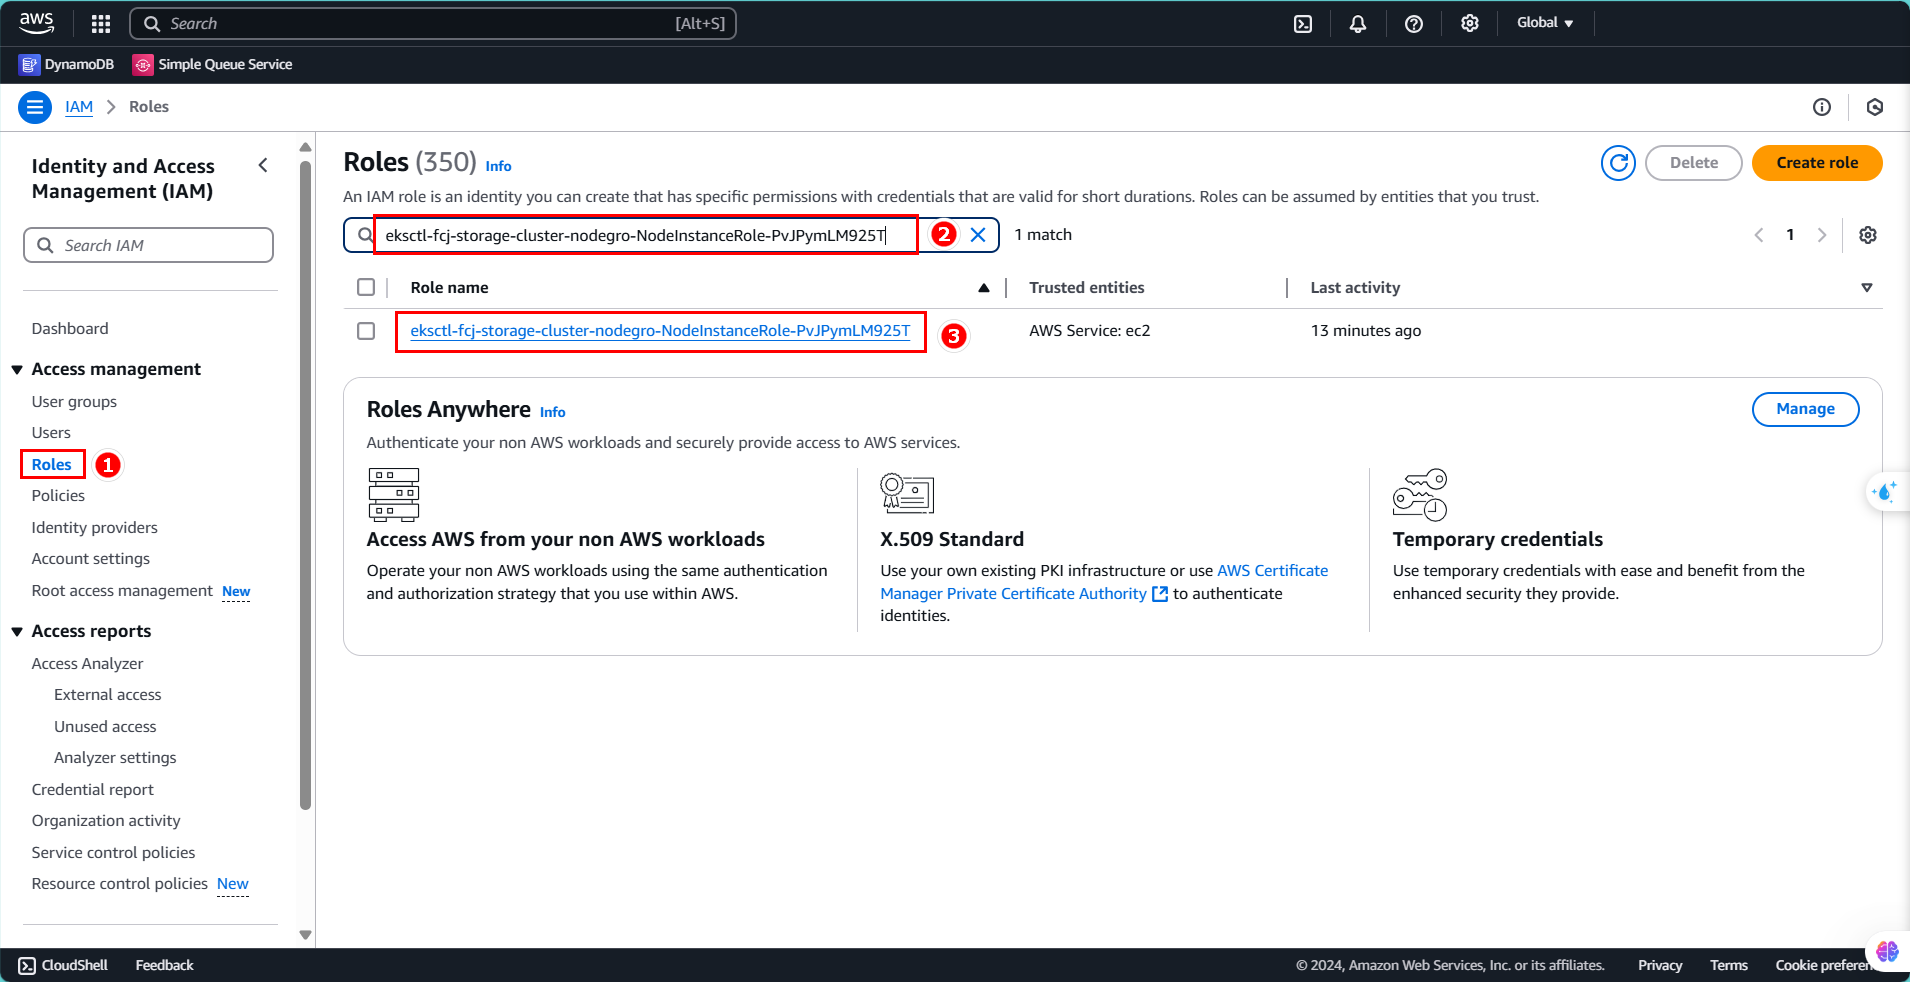 aws
Search [Alt+S]
Global
DynamoDB Simple Queue Service
IAM Roles
Identity and Access
Management (IAM)
Search IAM
Dashboard
Access management
User groups
Users
Roles 1
Policies
Identity providers
Account settings
Root access management New
Access reports
Access Analyzer
External access
Unused access
Analyzer settings
Credential report
Organization activity
Service control policies
Resource control policies New
Roles (350) Info
Delete
Create role
An IAM role is an identity you can create that has specific permissions with credentials that are valid for short durations. Roles can be assumed by entities that you trust.
eksctl-fcj-storage-cluster-nodegro-NodeInstanceRole-PvJPymLM925T 2 1 match
1
Role name Trusted entities Last activity
eksctl-fcj-storage-cluster-nodegro-NodeInstanceRole-PvJPymLM925T 3 AWS Service: ec2 13 minutes ago
Roles Anywhere Info
Manage
Authenticate your non AWS workloads and securely provide access to AWS services.
Access AWS from your non AWS workloads
Operate your non AWS workloads using the same authentication
and authorization strategy that you use within AWS.
X.509 Standard
Use your own existing PKI infrastructure or use AWS Certificate
Manager Private Certificate Authority to authenticate
identities.
Temporary credentials
Use temporary credentials with ease and benefit from the
enhanced security they provide.
CloudShell Feedback
© 2024, Amazon Web Services, Inc. or its affiliates. Privacy Terms Cookie preferen